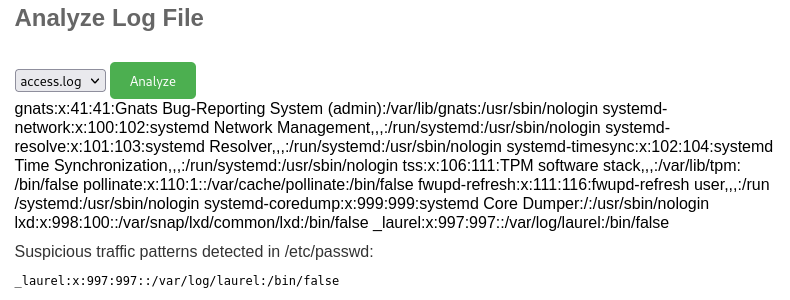 Analyze Log File
access.log Analyze
gnats:x:41:41:Gnats Bug-Reporting System (admin):/var/lib/gnats:/usr/sbin/nologin systemd-
network:x:100:102:systemd Network Management,,,:/run/systemd:/usr/sbin/nologin systemd-
resolve:x:101:103:systemd Resolver,,,:/run/systemd:/usr/sbin/nologin systemd-timesync:x:102:104:systemd
Time Synchronization,,,:/run/systemd:/usr/sbin/nologin tss:x:106:111:TPM software stack,,,:/var/lib/tpm:
/bin/false pollinate:x:110:1::/var/cache/pollinate:/bin/false fwupd-refresh:x:111:116:fwupd-refresh user,,,:/run
/systemd:/usr/sbin/nologin systemd-coredump:x:999:999:systemd Core Dumper:/:/usr/sbin/nologin
lxd:x:998:100::/var/snap/lxd/common/lxd:/bin/false _laurel:x:997:997::/var/log/laurel:/bin/false
Suspicious traffic patterns detected in /etc/passwd:
_laurel:x:997:997::/var/log/laurel:/bin/false